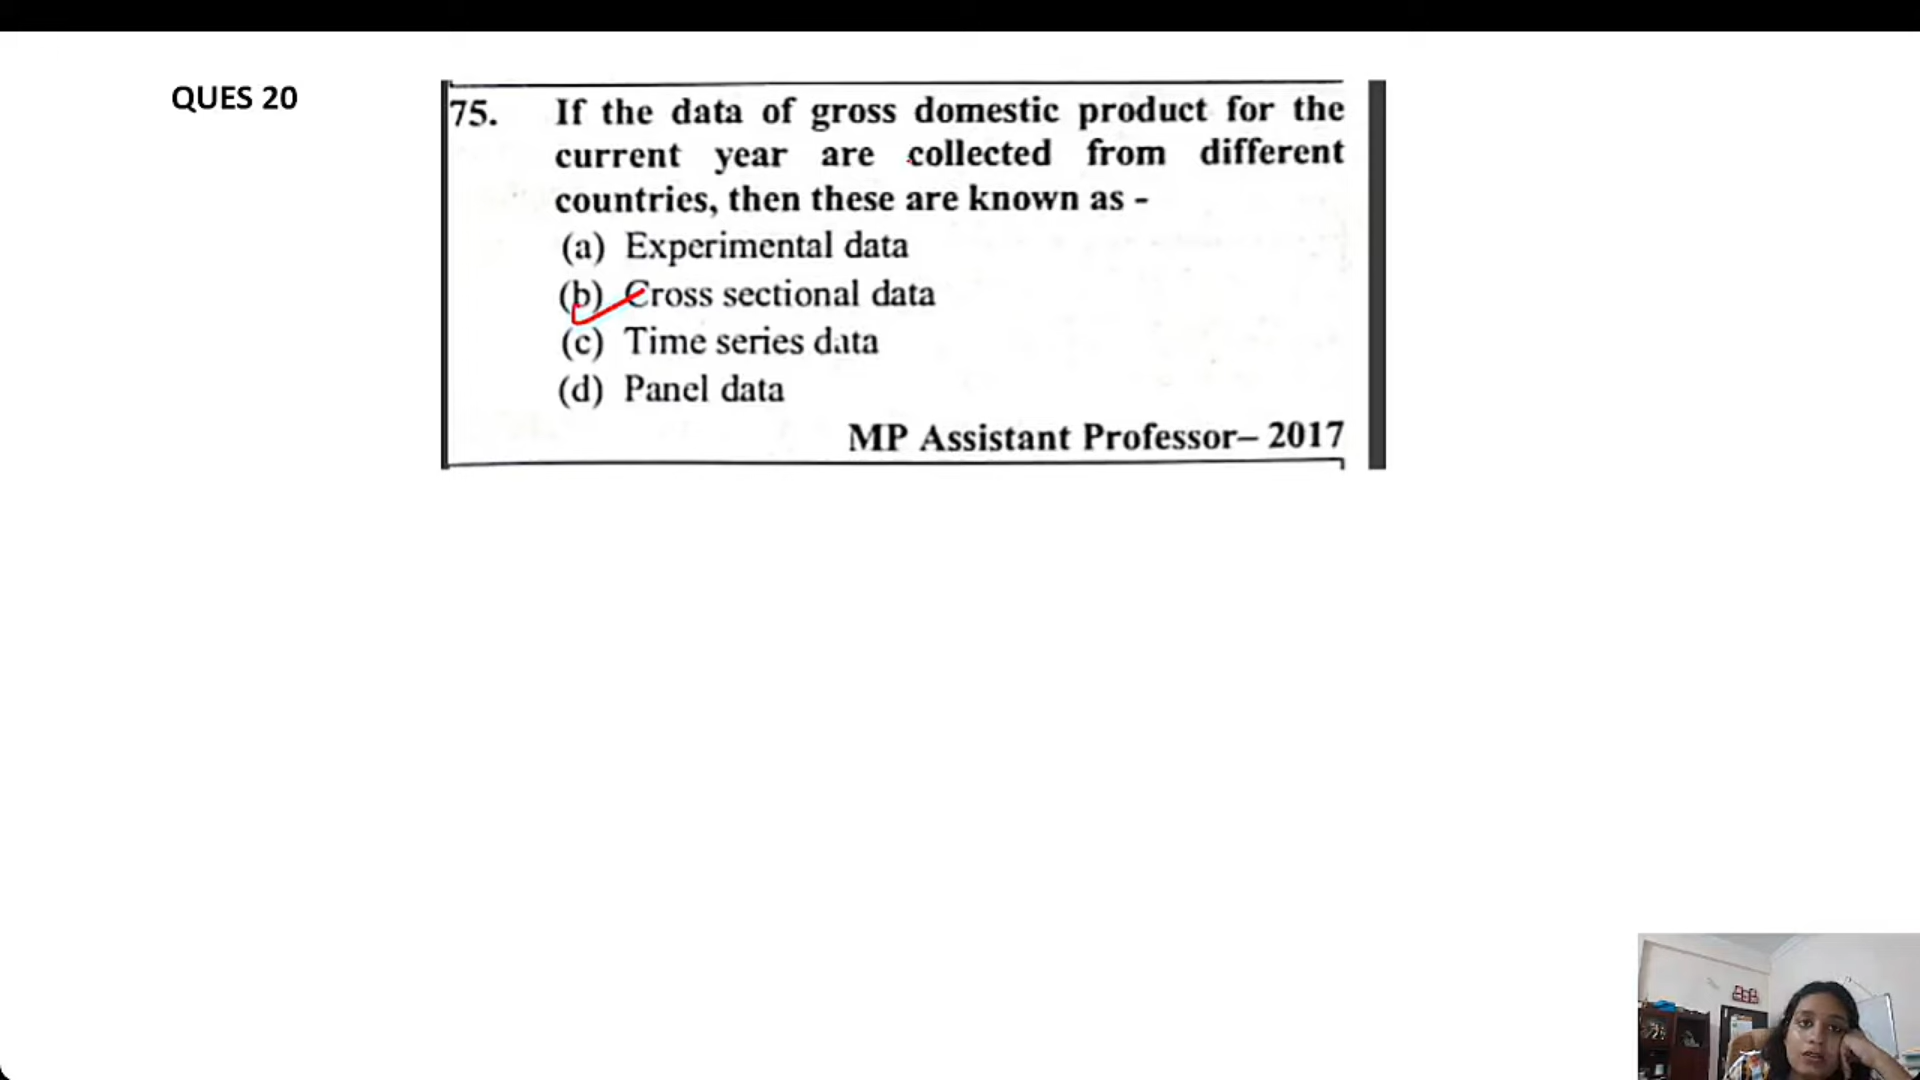 QUES 20
75. If the data of gross domestic product for the
current year are collected from different
countries, then these are known as -
(a) Experimental data
(b) Cross sectional data
(c) Time series data
(d) Panel data
MP Assistant Professor– 2017